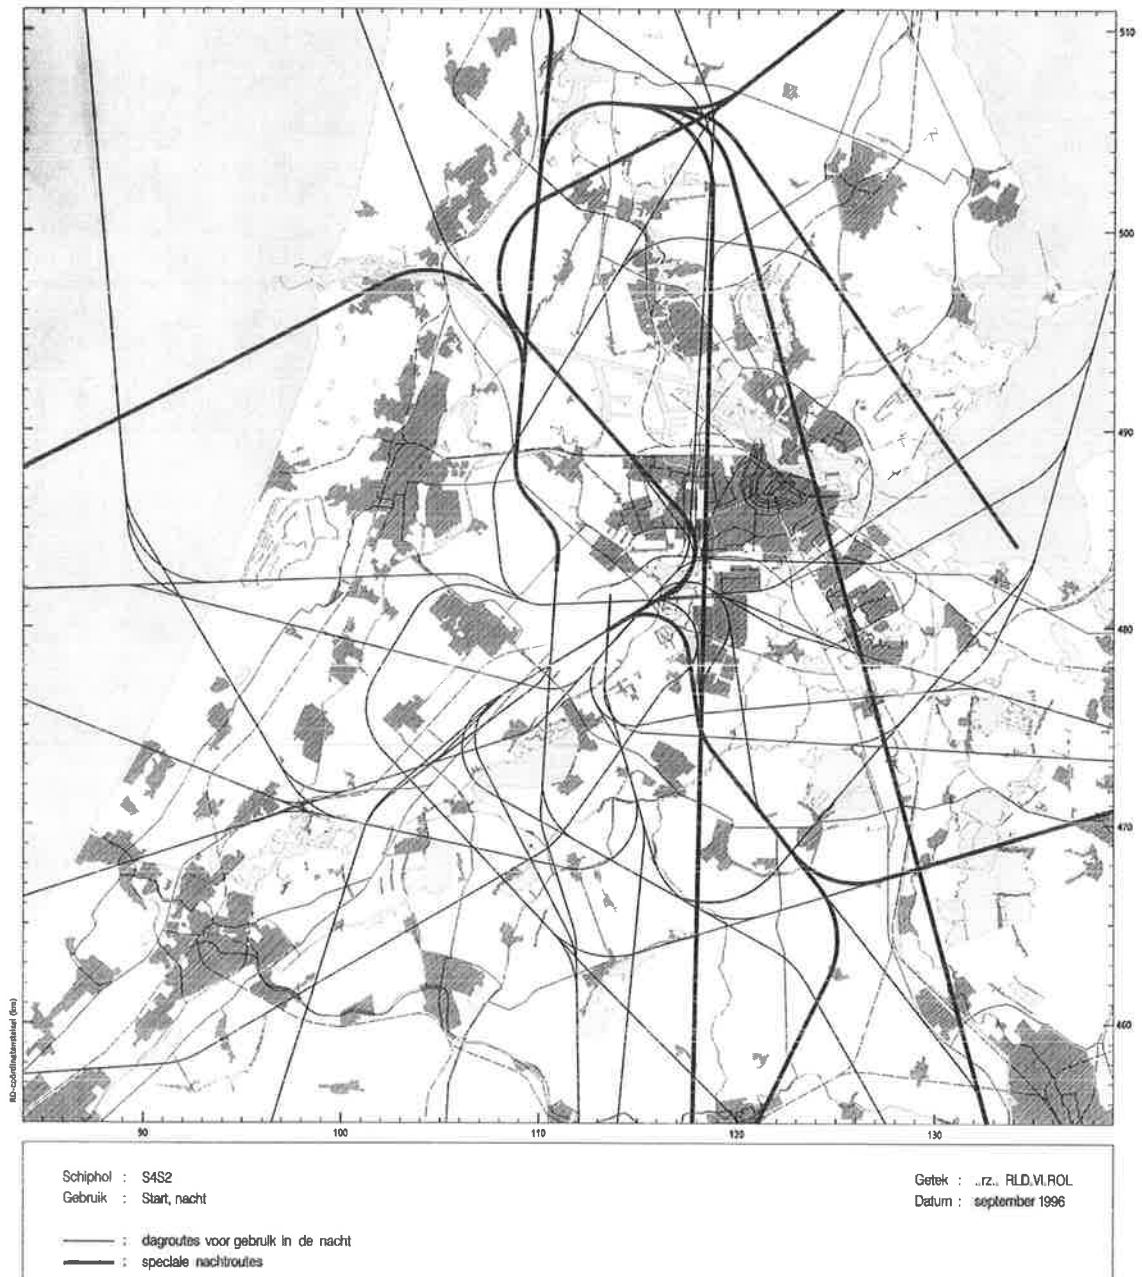 510
500
490
480
470
460
RD-coördinatenstelsel (km)
90 100 110 120 130
Schiphol : S4S2
Gebruik : Start, nacht
Getek : ..rz.. RLD.VI.ROL
Datum : september 1996
: dagroutes voor gebruik in de nacht
: speciale nachtroutes